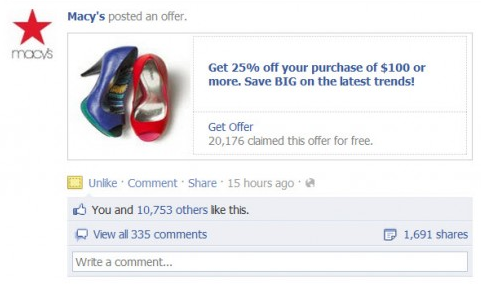 Macy's posted an offer.
macy's
Get 25% off your purchase of $100 or
more. Save BIG on the latest trends!
Get Offer
20,176 claimed this offer for free.
Unlike · Comment · Share · 15 hours ago ·
You and 10,753 others like this.
View all 335 comments
1,691 shares
Write a comment...